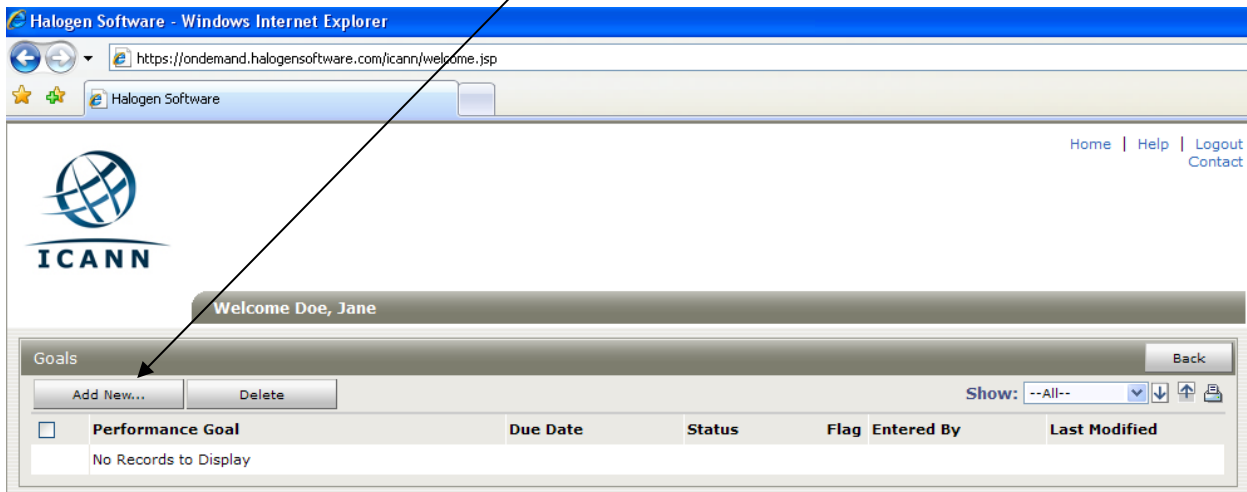 Halogen Software - Windows Internet Explorer
https://ondemand.halogensoftware.com/icann/welcome.jsp
Halogen Software
Home | Help | Logout
Contact
ICANN
Welcome Doe, Jane
Goals Back
Add New... Delete Show: --All--
Performance Goal Due Date Status Flag Entered By Last Modified
No Records to Display